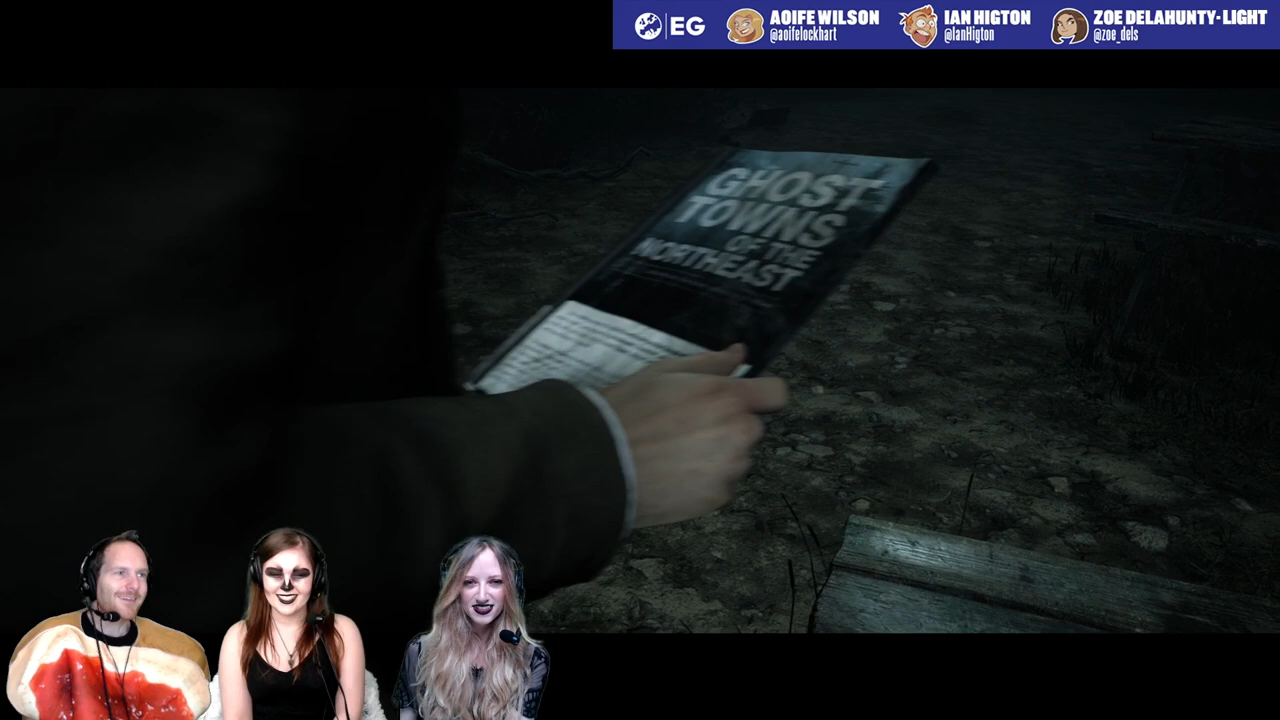 EG
AOIFE WILSON
@aoifelockhart
IAN HIGTON
@IanHigton
ZOE DELAHUNTY-LIGHT
@zoe_dels
GHOST
TOWNS
OF THE
NORTHEAST